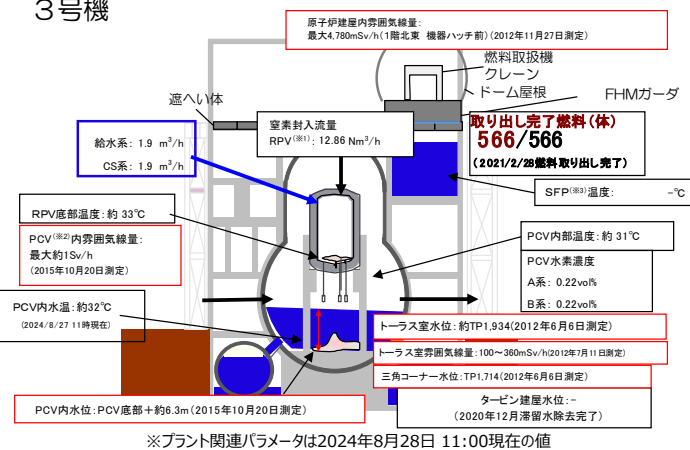 ３号機
原子炉建屋内雰囲気線量:
最大4,780mSv/h(1階北東 機器ハッチ前)(2012年11月27日測定)
燃料取扱機
クレーン
ドーム屋根
遮へい体
FHMガーダ
給水系: 1.9 m³/h
CS系: 1.9 m³/h
窒素封入流量
RPV(※1): 12.86 Nm³/h
取り出し完了燃料(体)
566/566
(2021/2/28燃料取り出し完了)
SFP(※3)温度: -℃
RPV底部温度: 約 33℃
PCV(※2)内雰囲気線量:
最大約1Sv/h
(2015年10月20日測定)
PCV内部温度: 約 31℃
PCV水素濃度
A系: 0.22vol%
B系: 0.22vol%
PCV内水温: 約32℃
(2024/8/27 11時現在)
トーラス室水位: 約TP1,934(2012年6月6日測定)
トーラス室雰囲気線量: 100～360mSv/h(2012年7月11日測定)
三角コーナー水位: TP1,714(2012年6月6日測定)
PCV内水位: PCV底部＋約6.3m(2015年10月20日測定)
タービン建屋水位: -
(2020年12月滞留水除去完了)
※プラント関連パラメータは2024年8月28日 11:00現在の値